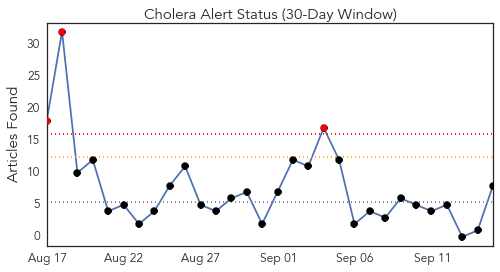 Cholera Alert Status (30-Day Window)
Articles Found
30
25
20
15
10
5
0
Aug 17 Aug 22 Aug 27 Sep 01 Sep 06 Sep 11